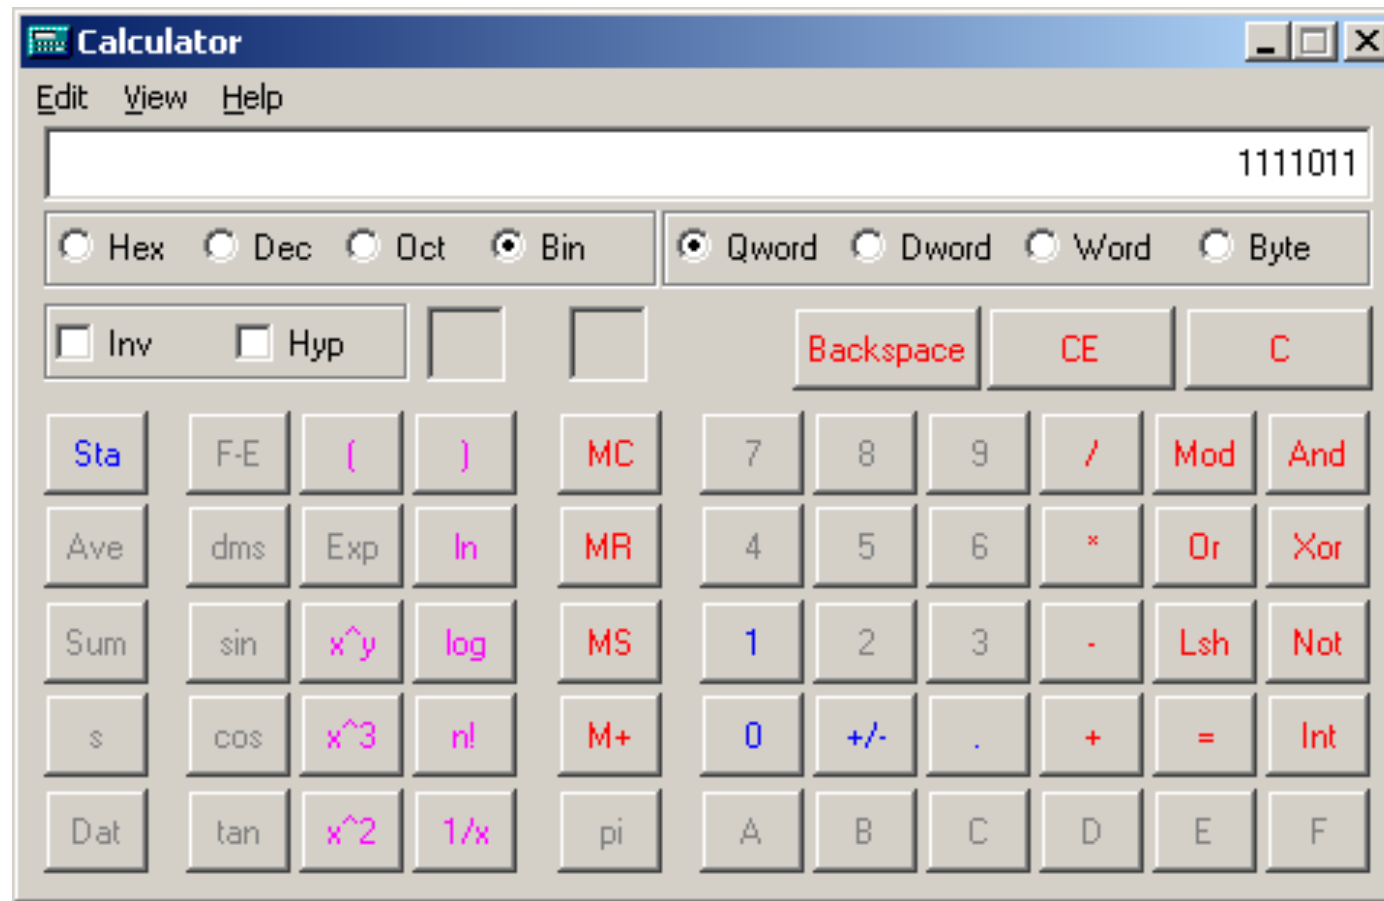 Calculator
Edit View Help
1111011
Hex Dec Oct Bin Qword Dword Word Byte
Inv Hyp Backspace CE C
Sta F-E ( ) MC 7 8 9 / Mod And
Ave dms Exp ln MR 4 5 6 * Or Xor
Sum sin x^y log MS 1 2 3 - Lsh Not
s cos x^3 n! M+ 0 +/- . + = Int
Dat tan x^2 1/x pi A B C D E F